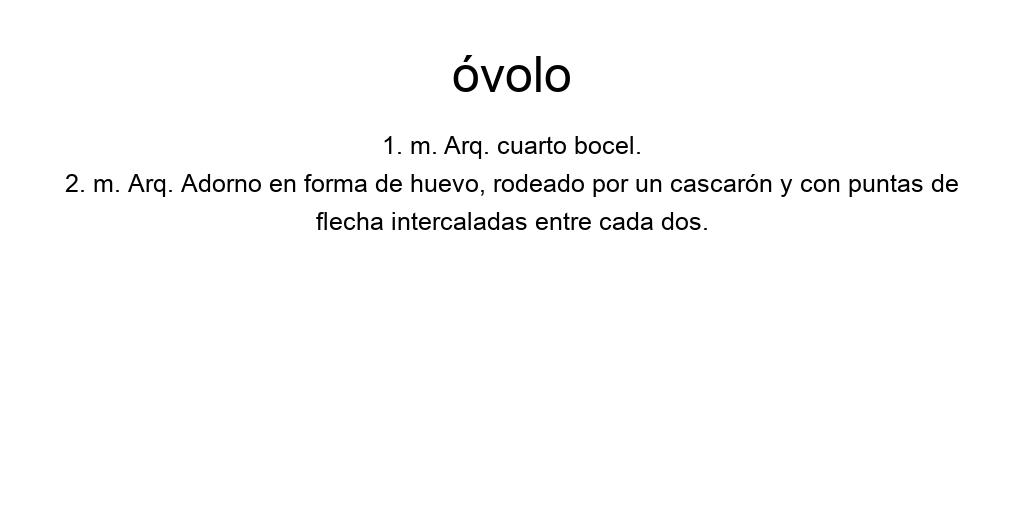 óvolo
1. m. Arq. cuarto bocel.
2. m. Arq. Adorno en forma de huevo, rodeado por un cascarón y con puntas de
flecha intercaladas entre cada dos.